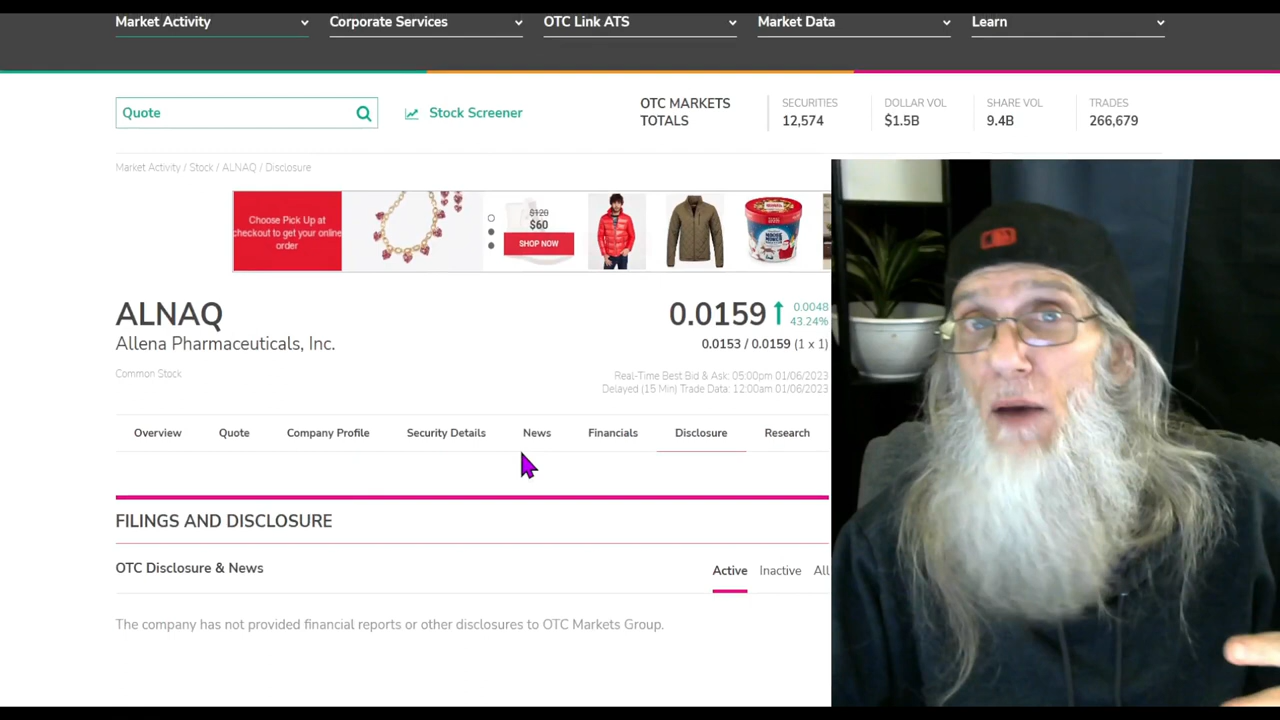 Market Activity
Corporate Services
OTC Link ATS
Market Data
Learn
Quote
Stock Screener
OTC MARKETS
TOTALS
SECURITIES
12,574
DOLLAR VOL
$1.5B
SHARE VOL
9.4B
TRADES
266,679
Market Activity / Stock / ALNAQ / Disclosure
Choose Pick Up at
checkout to get your online
order
$120
$60
SHOP NOW
ALNAQ
Allena Pharmaceuticals, Inc.
Common Stock
0.0159
0.0048
43.24%
0.0153 / 0.0159 (1 x 1)
Real-Time Best Bid & Ask: 05:00pm 01/06/2023
Delayed (15 Min) Trade Data: 12:00am 01/06/2023
Overview
Quote
Company Profile
Security Details
News
Financials
Disclosure
Research
FILINGS AND DISCLOSURE
OTC Disclosure & News
Active
Inactive
All
The company has not provided financial reports or other disclosures to OTC Markets Group.